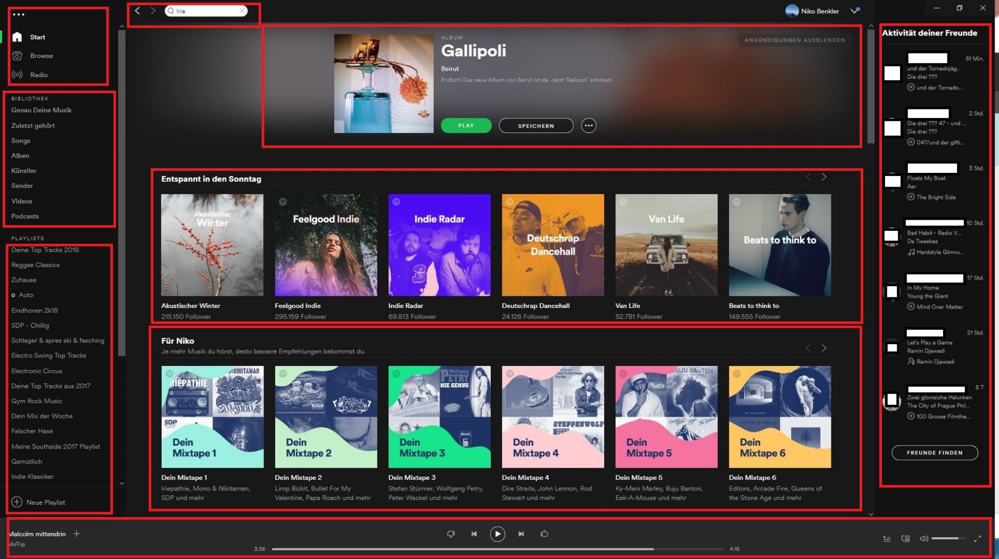 Irie
Niko Benkler
Start
Browse
Radio
BIBLIOTHEK
Genau Deine Musik
Zuletzt gehört
Songs
Alben
Künstler
Sender
Videos
Podcasts
PLAYLISTS
Deine Top Tracks 2018
Reggae Classics
Zuhause
Auto
Eindhoven 2k18
SDP - Chillig
Schlager & apres ski & fasching
Electro Swing Top Tracks
Electronic Circus
Deine Top Tracks aus 2017
Gym Rock Music
Dein Mix der Woche
Falscher Hase
Meine Southside 2017 Playlist
Gemütlich
Indie Klassiker
Neue Playlist
ALBUM
ANKÜNDIGUNGEN AUSBLENDEN
Gallipoli
Beirut
Endlich! Das neue Album von Beirut ist da. Jetzt 'Gallipoli' anhören!
PLAY
SPEICHERN
Entspannt in den Sonntag
Akustischer
Winter
Feelgood Indie
Indie Radar
Deutschrap
Dancehall
Van Life
Beats to think to
Akustischer Winter
215.150 Follower
Feelgood Indie
295.159 Follower
Indie Radar
69.813 Follower
Deutschrap Dancehall
24.126 Follower
Van Life
52.781 Follower
Beats to think to
149.555 Follower
Für Niko
Je mehr Musik du hörst, desto bessere Empfehlungen bekommst du.
SDP
Dein
Mixtape 1
Dein
Mixtape 2
PETRY
NIE GENUG
Dein
Mixtape 3
STEPPENWOLF
Dein
Mixtape 4
BUJU BANTON
Dein
Mixtape 5
Dein
Mixtape 6
Dein Mixtape 1
Iriepathie, Mono & Nikitaman,
SDP und mehr
Dein Mixtape 2
Limp Bizkit, Bullet For My
Valentine, Papa Roach und mehr
Dein Mixtape 3
Stefan Stürmer, Wolfgang Petry,
Peter Wackel und mehr
Dein Mixtape 4
Dire Straits, John Lennon, Rod
Stewart und mehr
Dein Mixtape 5
Ky-Mani Marley, Buju Banton,
Eek-A-Mouse und mehr
Dein Mixtape 6
Editors, Arcade Fire, Queens of
the Stone Age und mehr
Aktivität deiner Freunde
51 Min.
und der Tornadojäg...
Die drei ???
und der Tornado...
2 Std.
Die drei ??? 47 - und ...
Die drei ???
047/und der gifti...
3 Std.
Floats My Boat
Aer
The Bright Side
10 Std.
Bad Habit - Radio V...
Da Tweekaz
Hardstyle Gönnu...
17 Std.
In My Home
Young the Giant
Mind Over Matter
21 Std.
Let's Play a Game
Ramin Djawadi
Ramin Djawadi
5 T
Zwei glorreiche Halunken
The City of Prague Phil...
100 Grosse Filmthe...
FREUNDE FINDEN
Malcolm mittendrin
MoTrip
3:36
4:15